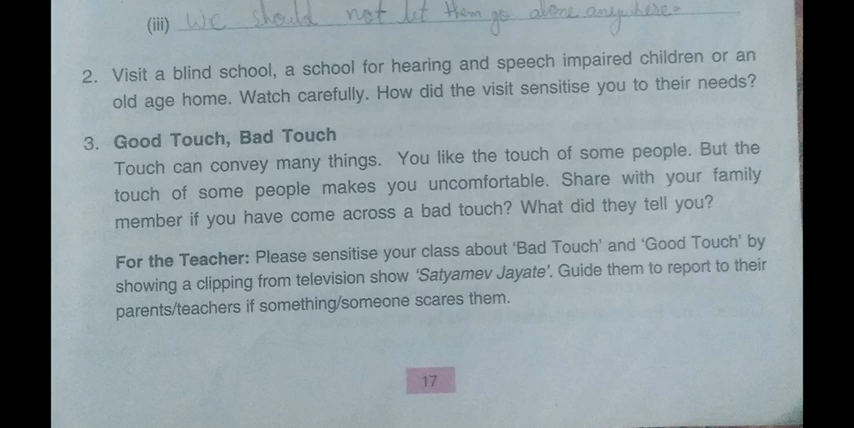 (iii) We should not let them go alone anywhere.
2. Visit a blind school, a school for hearing and speech impaired children or an
old age home. Watch carefully. How did the visit sensitise you to their needs?
3. Good Touch, Bad Touch
Touch can convey many things. You like the touch of some people. But the
touch of some people makes you uncomfortable. Share with your family
member if you have come across a bad touch? What did they tell you?
For the Teacher: Please sensitise your class about ‘Bad Touch’ and ‘Good Touch’ by
showing a clipping from television show ‘Satyamev Jayate’. Guide them to report to their
parents/teachers if something/someone scares them.
17